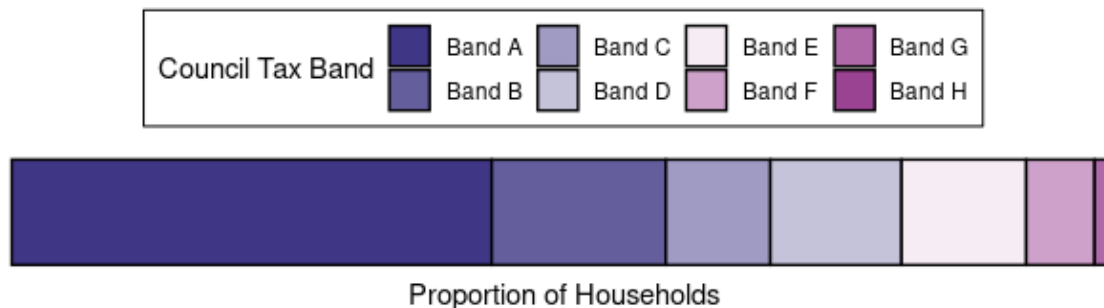 Council Tax Band
Band A
Band B
Band C
Band D
Band E
Band F
Band G
Band H
Proportion of Households